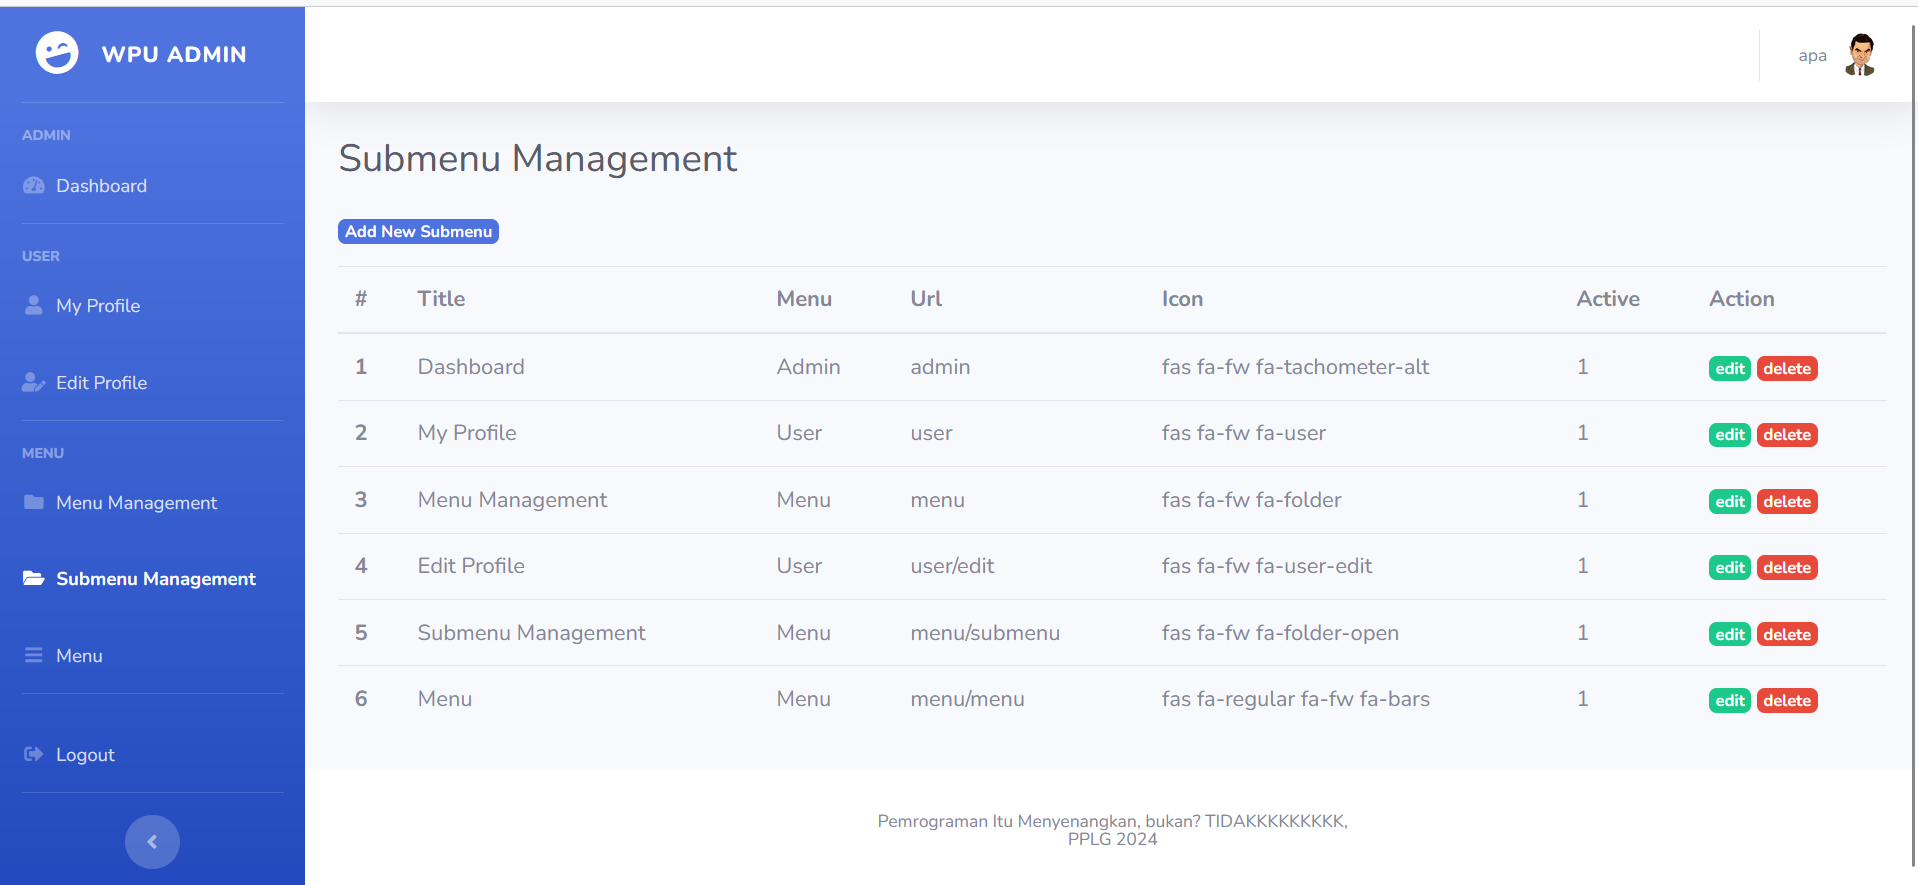 WPU ADMIN
apa
ADMIN
Dashboard
USER
My Profile
Edit Profile
MENU
Menu Management
Submenu Management
Menu
Logout
Submenu Management
Add New Submenu
# Title Menu Url Icon Active Action
1 Dashboard Admin admin fas fa-fw fa-tachometer-alt 1 edit delete
2 My Profile User user fas fa-fw fa-user 1 edit delete
3 Menu Management Menu menu fas fa-fw fa-folder 1 edit delete
4 Edit Profile User user/edit fas fa-fw fa-user-edit 1 edit delete
5 Submenu Management Menu menu/submenu fas fa-fw fa-folder-open 1 edit delete
6 Menu Menu menu/menu fas fa-regular fa-fw fa-bars 1 edit delete
Pemrograman Itu Menyenangkan, bukan? TIDAKKKKKKKKK,
PPLG 2024